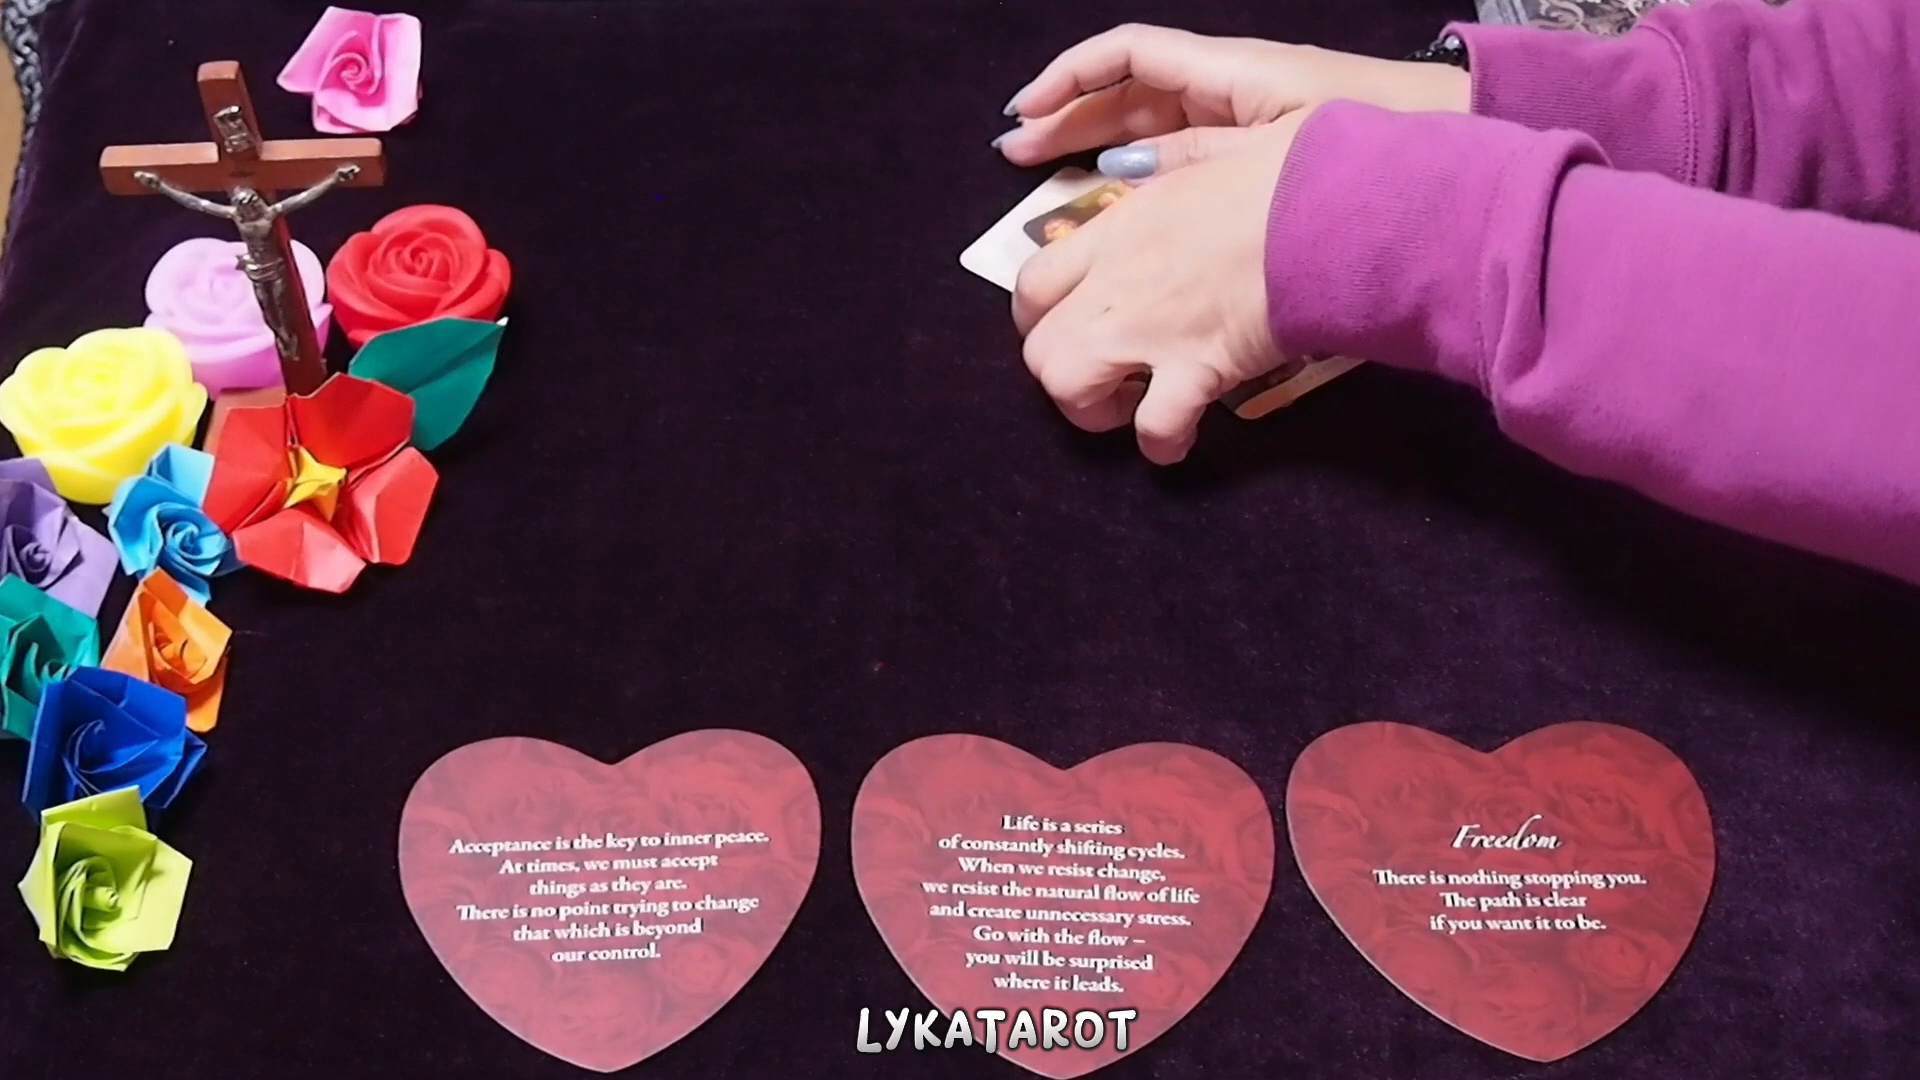 Acceptance is the key to inner peace.
At times, we must accept
things as they are.
There is no point trying to change
that which is beyond
our control.
Life is a series
of constantly shifting cycles.
When we resist change,
we resist the natural flow of life
and create unnecessary stress.
Go with the flow –
you will be surprised
where it leads.
Freedom
There is nothing stopping you.
The path is clear
if you want it to be.
LYKATAROT